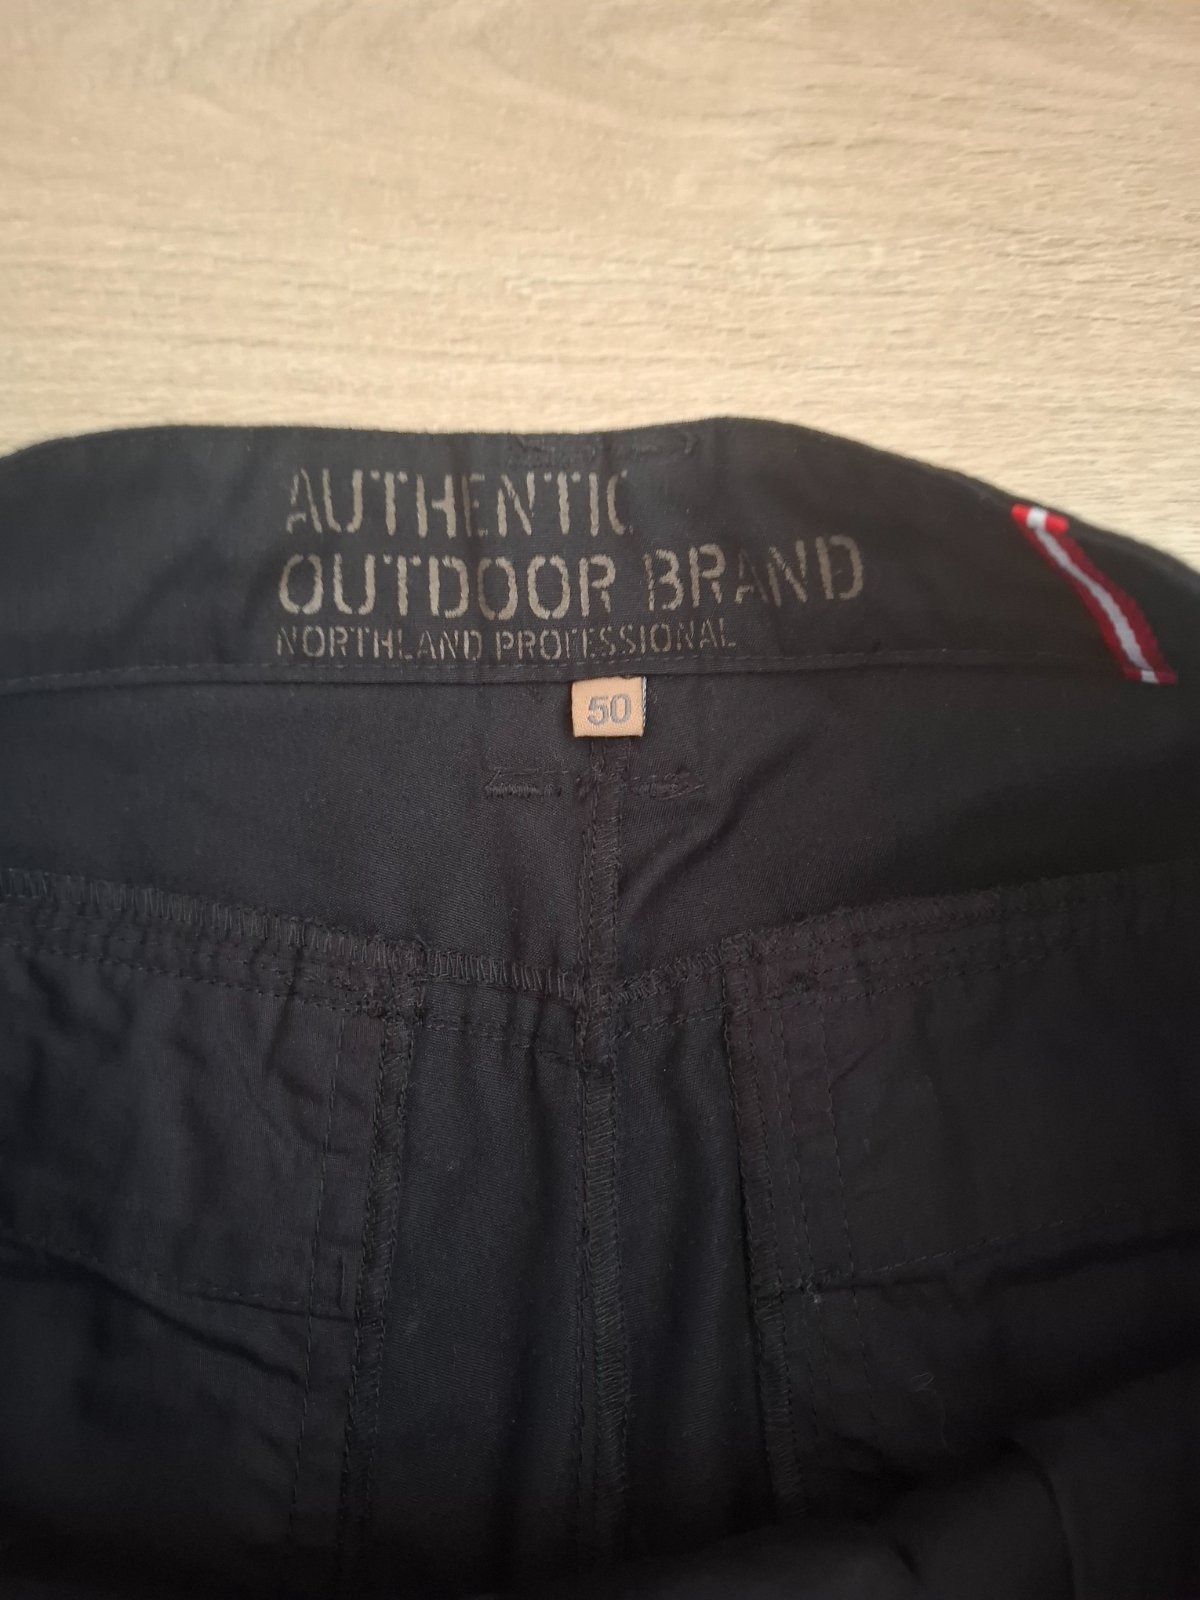 AUTHENTIC
OUTDOOR BRAND
NORTHLAND PROFESSIONAL
50